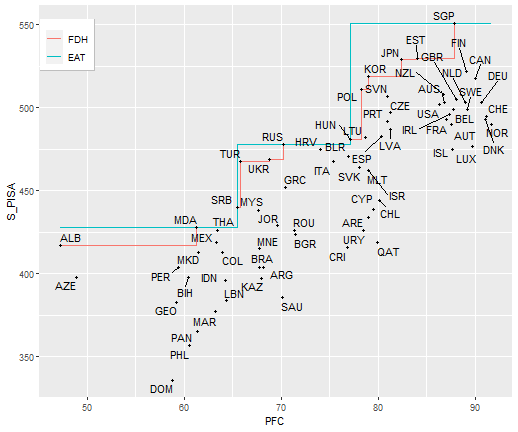 FDH
EAT
SGP
EST
FIN
JPN
GBR
CAN
KOR
NZL
NLD
DEU
POL
SVN
AUS
SWE
PRT
CZE
USA
BEL
CHE
HUN
LTU
IRL
FRA
AUT
NOR
RUS
HRV
BLR
ESP
LVA
ISL
LUX
DNK
TUR
UKR
ITA
SVK
MLT
GRC
ISR
SRB
MYS
CYP
CHL
MDA
THA
JOR
ROU
ARE
ALB
MEX
MNE
BGR
URY
QAT
MKD
COL
BRA
CRI
PER
IDN
ARG
AZE
BIH
LBN
KAZ
GEO
MAR
SAU
PAN
PHL
DOM
550
500
450
400
350
S_PISA
50
60
70
80
90
PFC